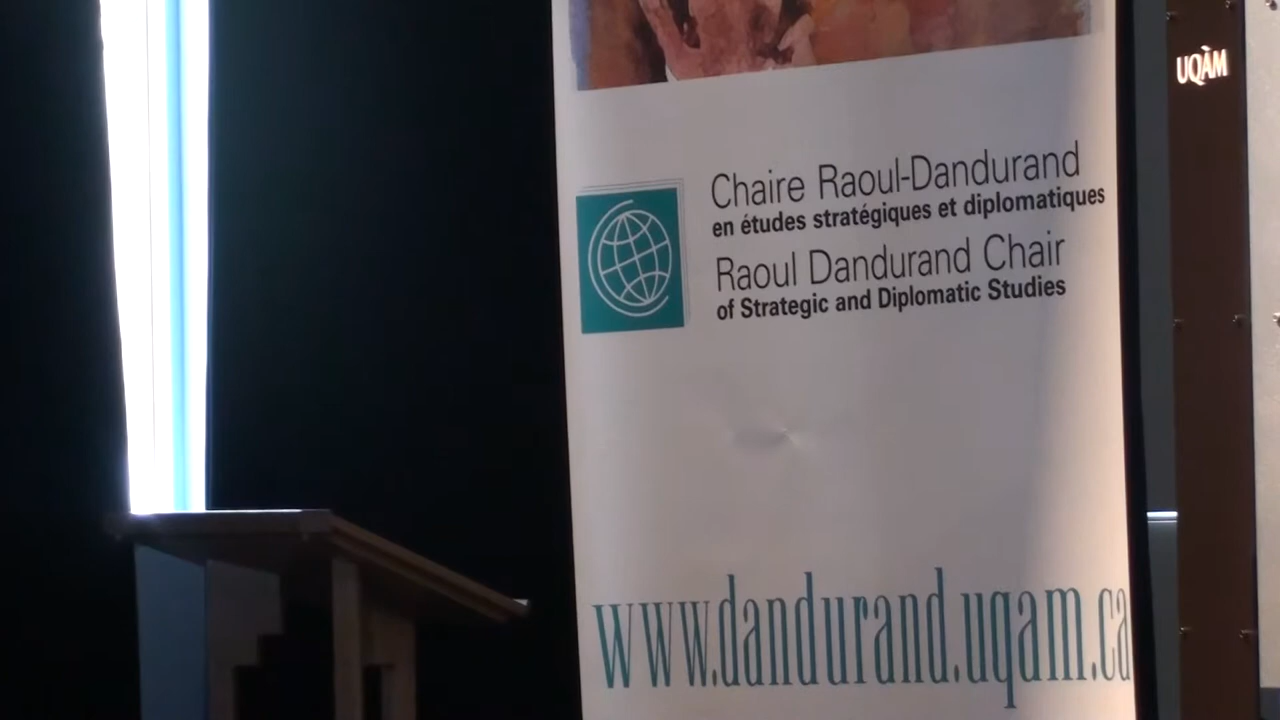 UQÀM
Chaire Raoul-Dandurand
en études stratégiques et diplomatiques
Raoul Dandurand Chair
of Strategic and Diplomatic Studies
www.dandurand.uqam.ca